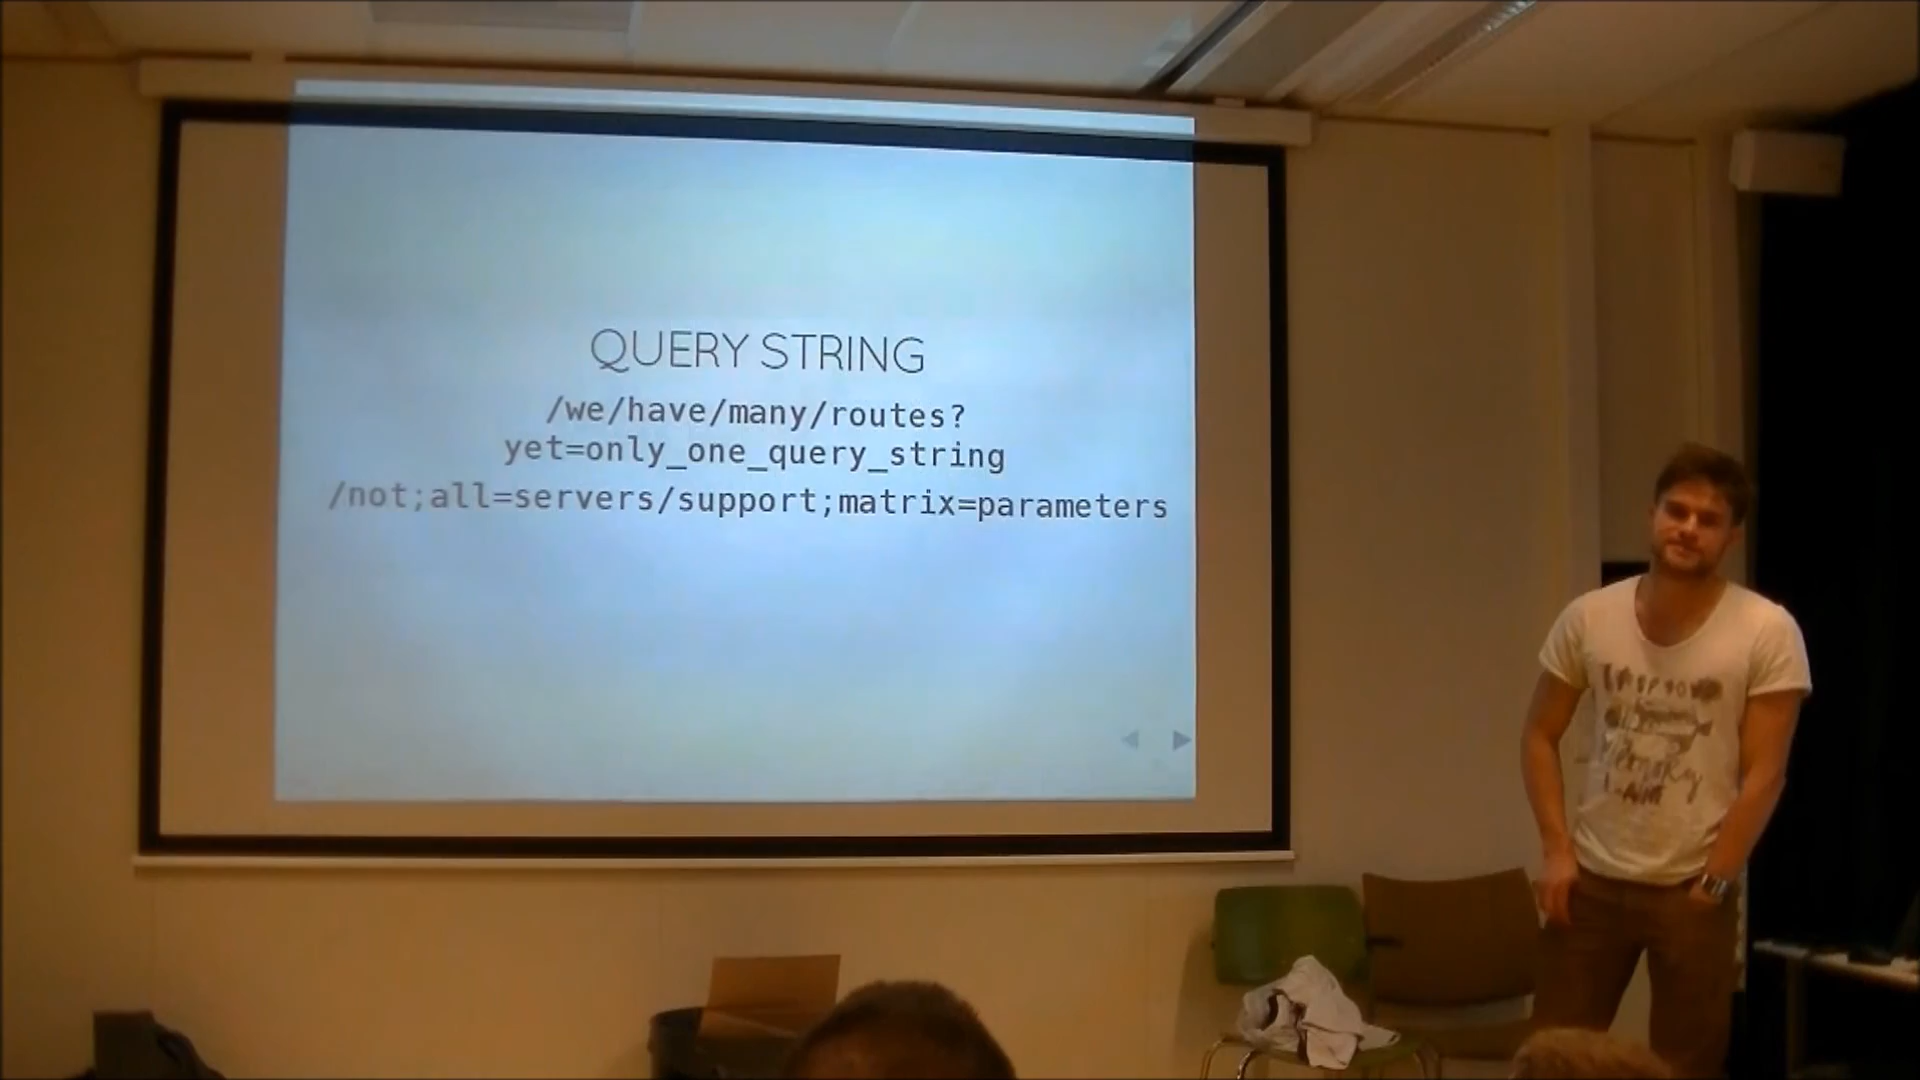 QUERY STRING
/we/have/many/routes?
yet=only_one_query_string
/not;all=servers/support;matrix=parameters